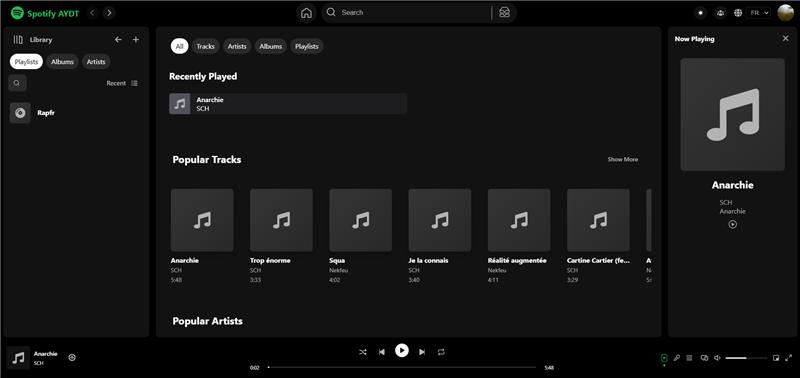 Spotify AYDT
Search
FR
Library
Playlists
Albums
Artists
Recent
Rapfr
All
Tracks
Artists
Albums
Playlists
Recently Played
Anarchie
SCH
Popular Tracks
Show More
Anarchie
SCH
5:48
Trop énorme
SCH
3:33
Squa
Nekfeu
4:02
Je la connais
SCH
3:40
Réalité augmentée
Nekfeu
4:11
Cartine Cartier (fe...
SCH
3:29
Popular Artists
Now Playing
Anarchie
SCH
Anarchie
Anarchie
SCH
0:02
5:48